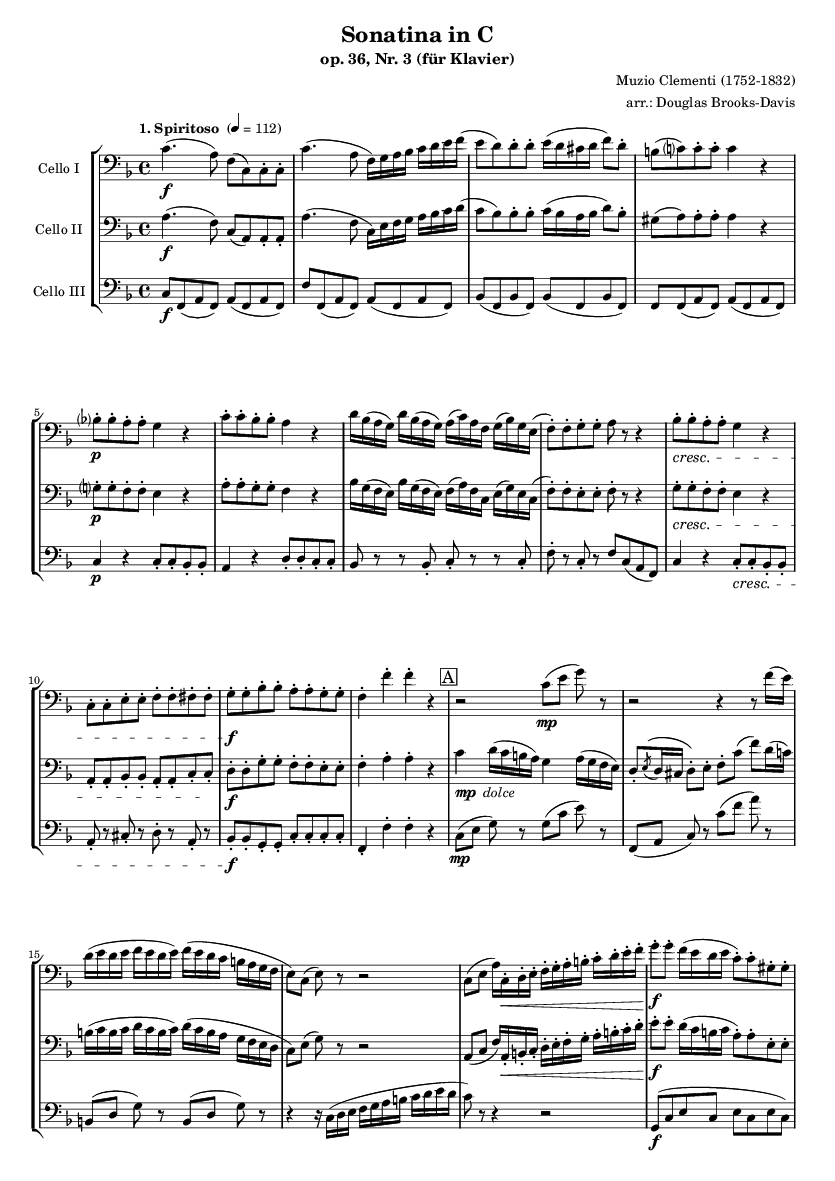 Sonatina in C
op. 36, Nr. 3 (für Klavier)
Muzio Clementi (1752-1832)
arr.: Douglas Brooks-Davis
1. Spiritoso (♩ = 112)
Cello I
f
Cello II
f
Cello III
f
5
p
cresc.
p
cresc.
p
cresc.
10
A
f
mp
f
mp dolce
f
mp
15
f
f
f